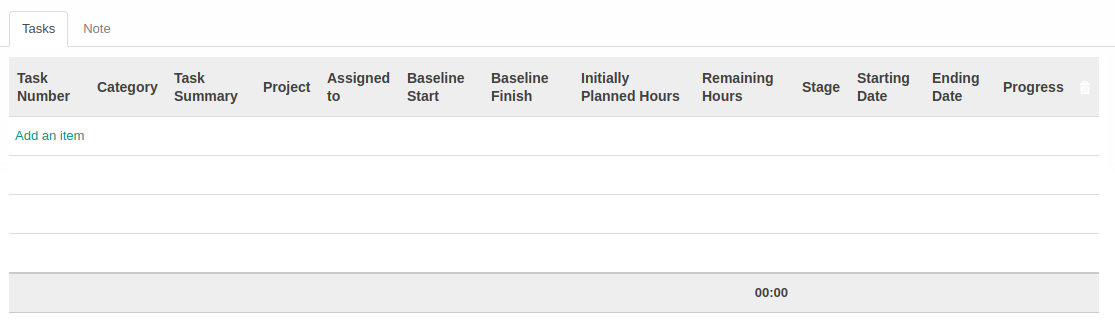 Tasks Note
Task Number Category Task Summary Project Assigned to Baseline Start Baseline Finish Initially Planned Hours Remaining Hours Stage Starting Date Ending Date Progress
Add an item
00:00